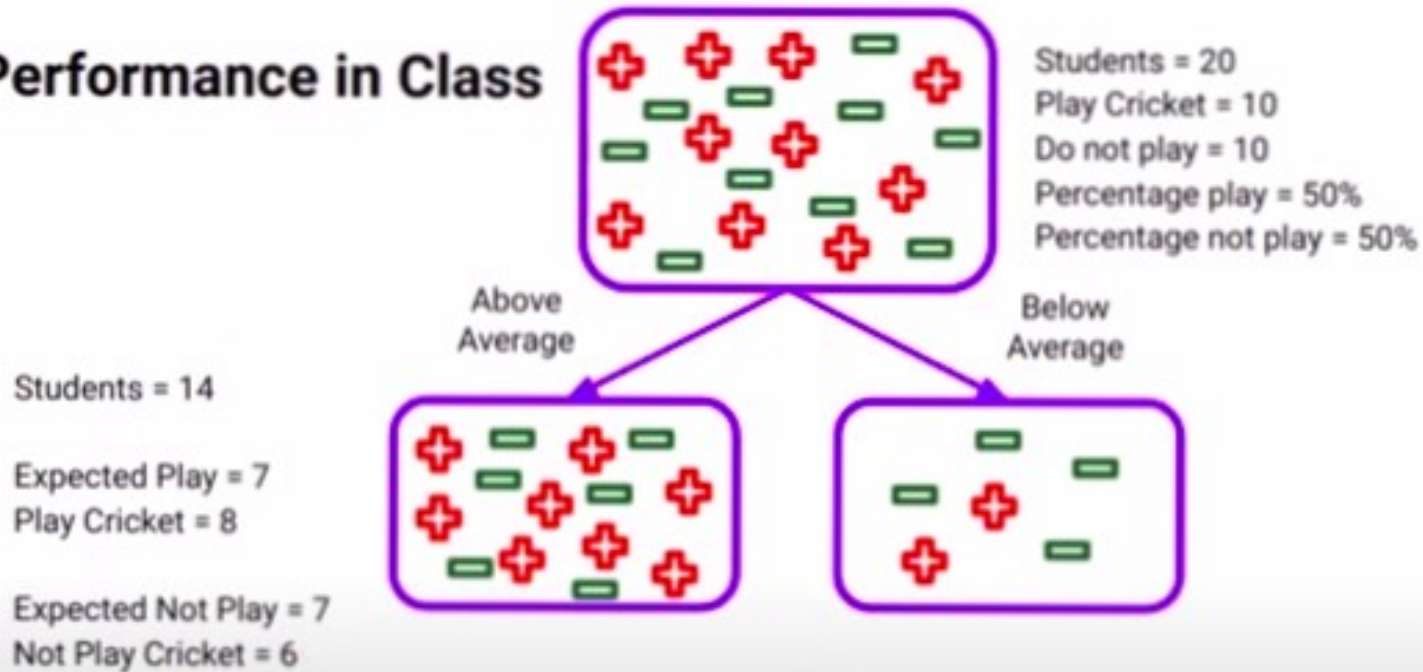 Performance in Class
Students = 20
Play Cricket = 10
Do not play = 10
Percentage play = 50%
Percentage not play = 50%
Above
Average
Below
Average
Students = 14
Expected Play = 7
Play Cricket = 8
Expected Not Play = 7
Not Play Cricket = 6